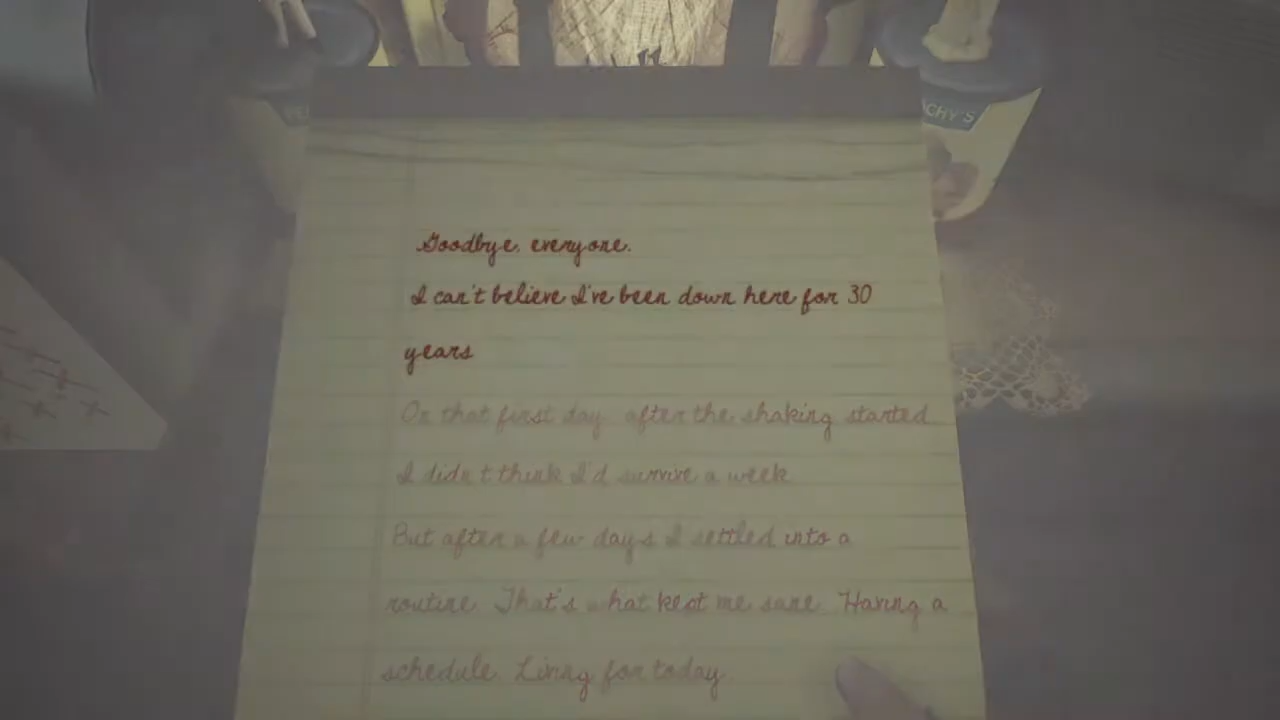 CHY'S
Goodbye, everyone.
I can't believe I've been down here for 30
years
On that first day, after the shaking started
I didn't think I'd survive a week
But after a few days I settled into a
routine. That's what kept me sane. Having a
schedule. Living for today.